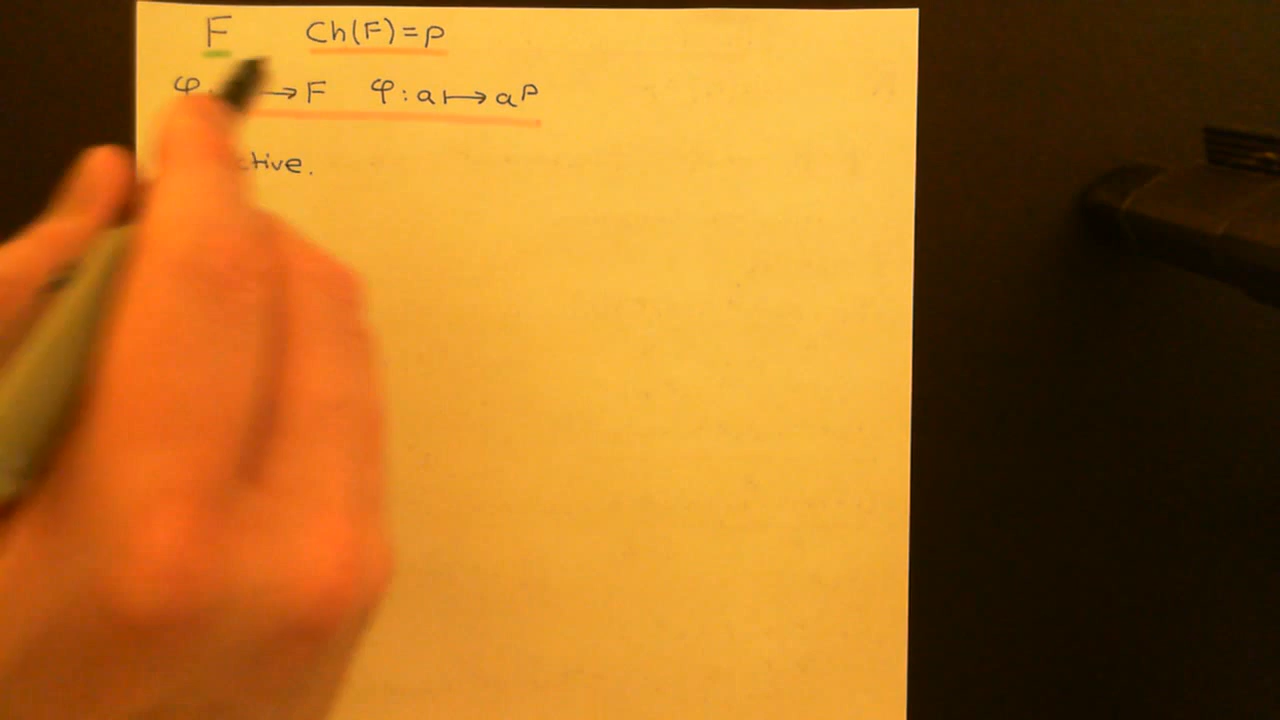 F Ch(F)=p
φ: → F φ: a ↦ a^p
ctive.